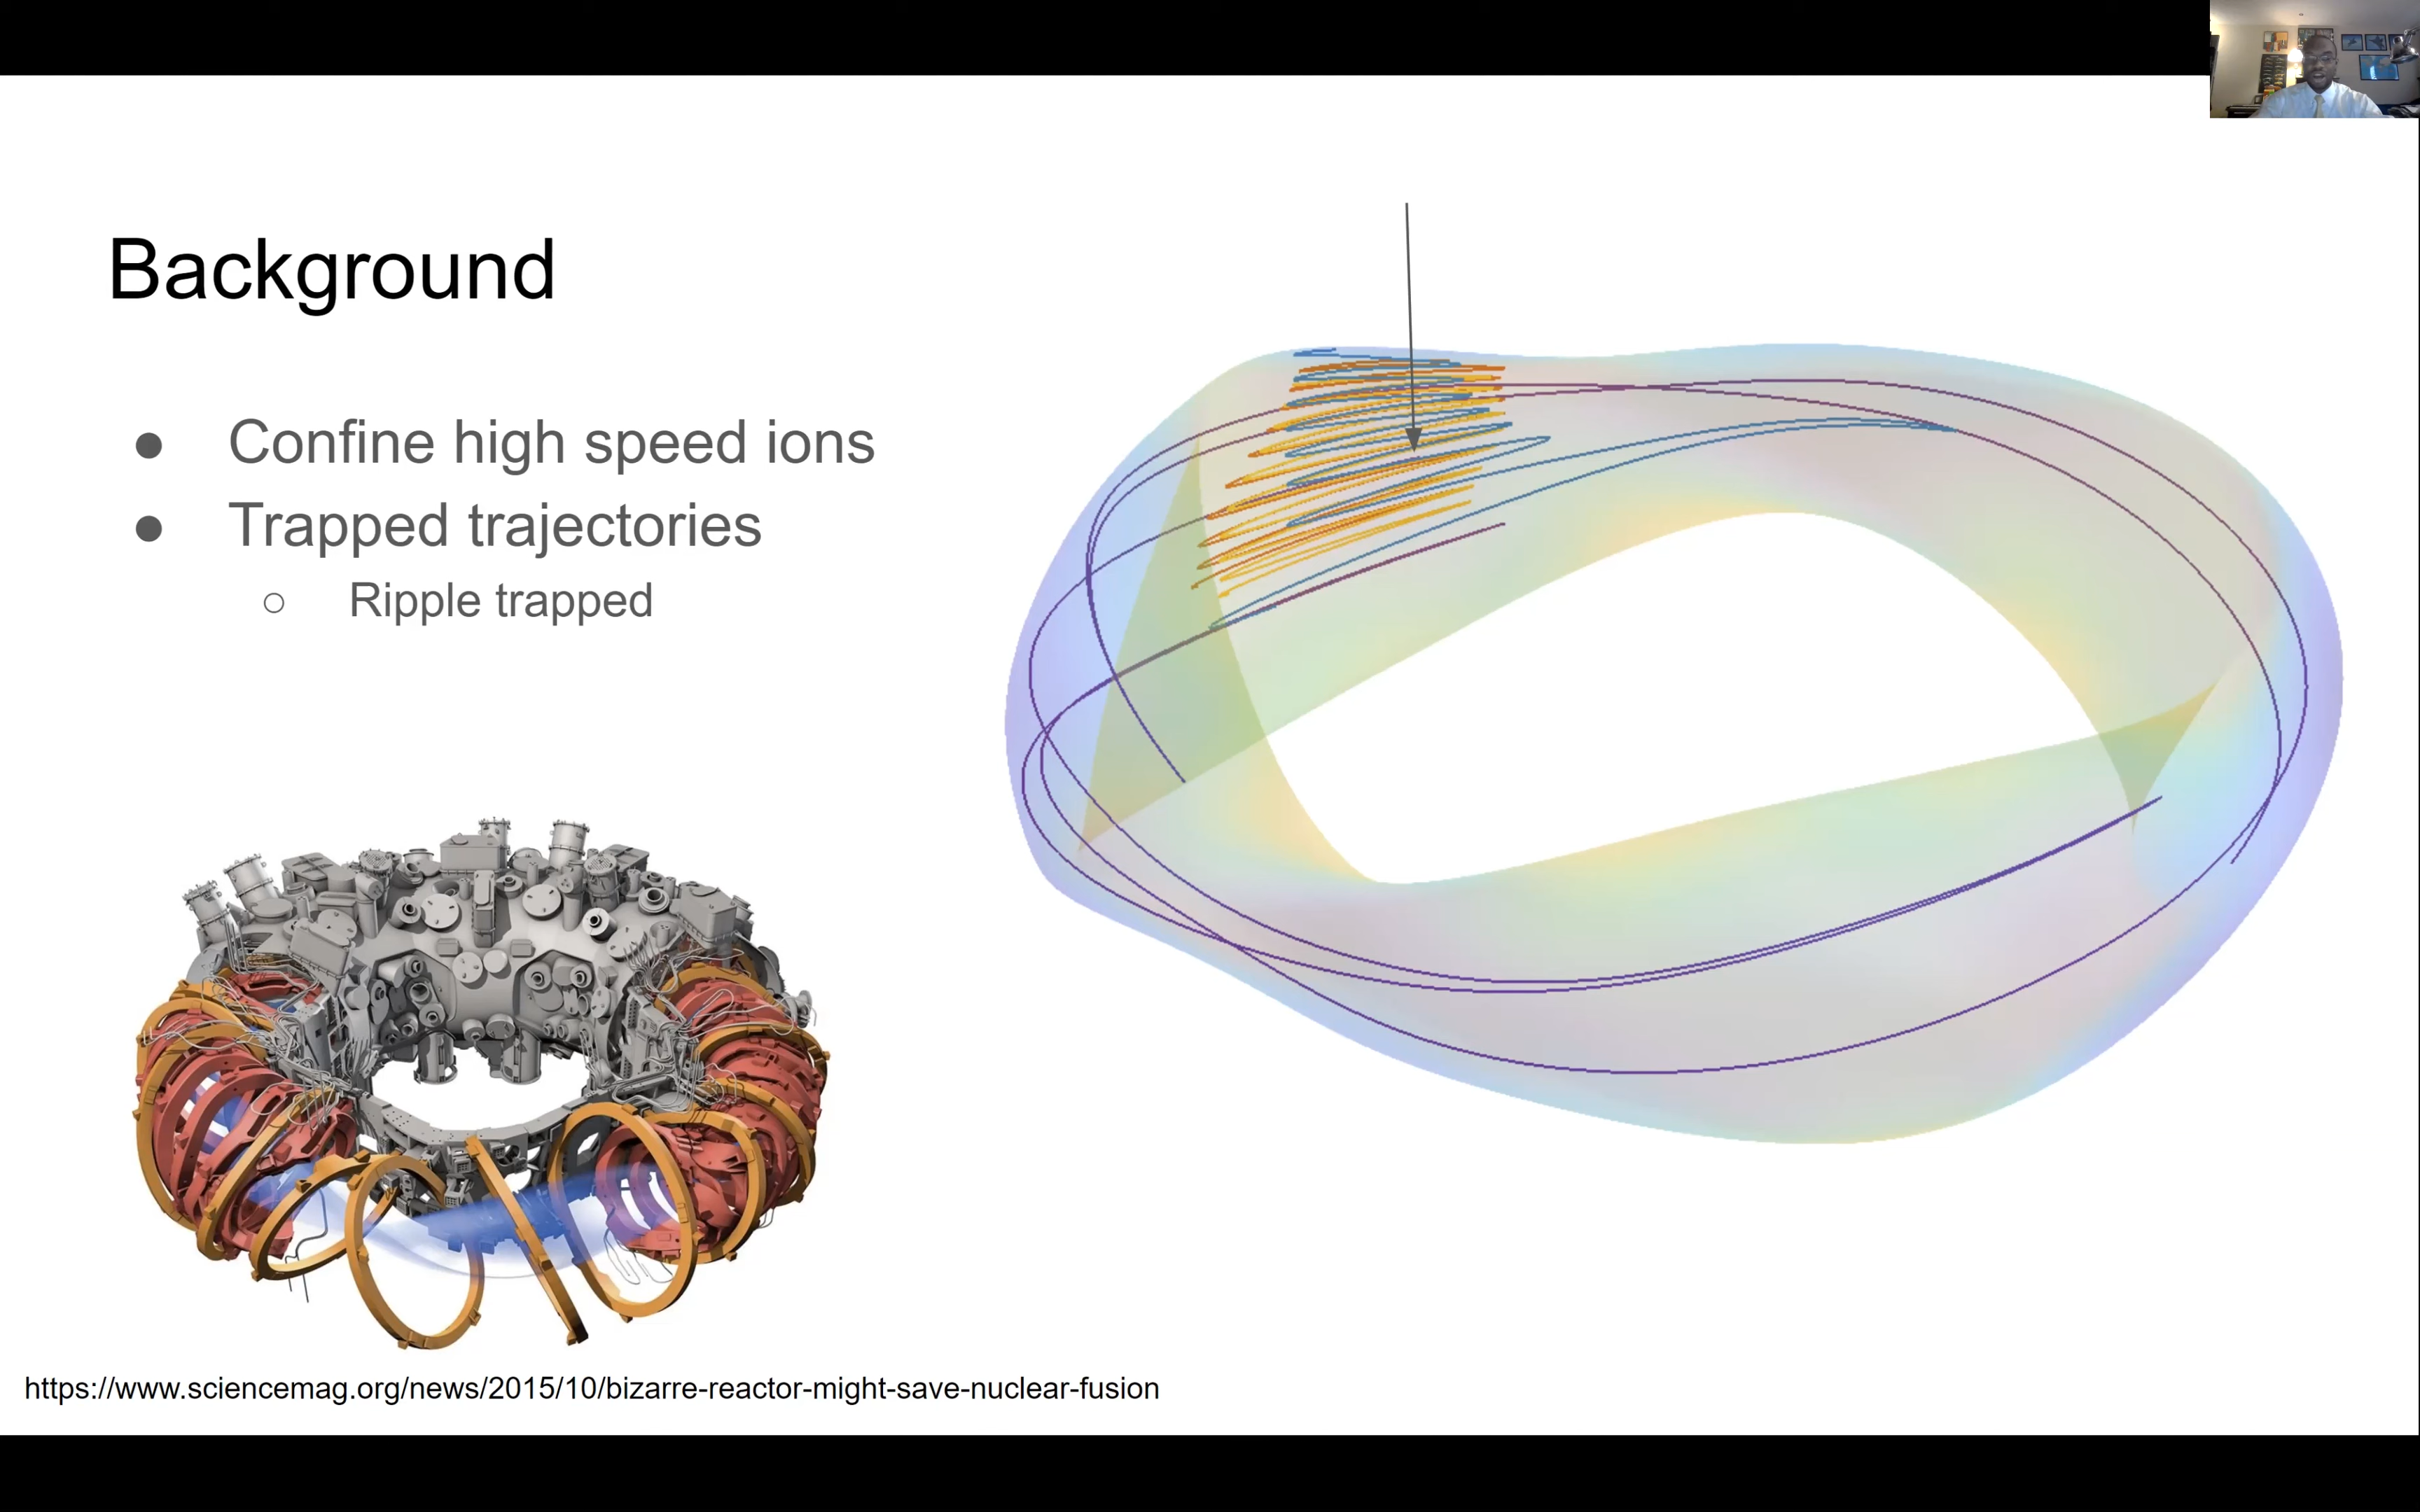 Background
Confine high speed ions
Trapped trajectories
Ripple trapped
https://www.sciencemag.org/news/2015/10/bizarre-reactor-might-save-nuclear-fusion